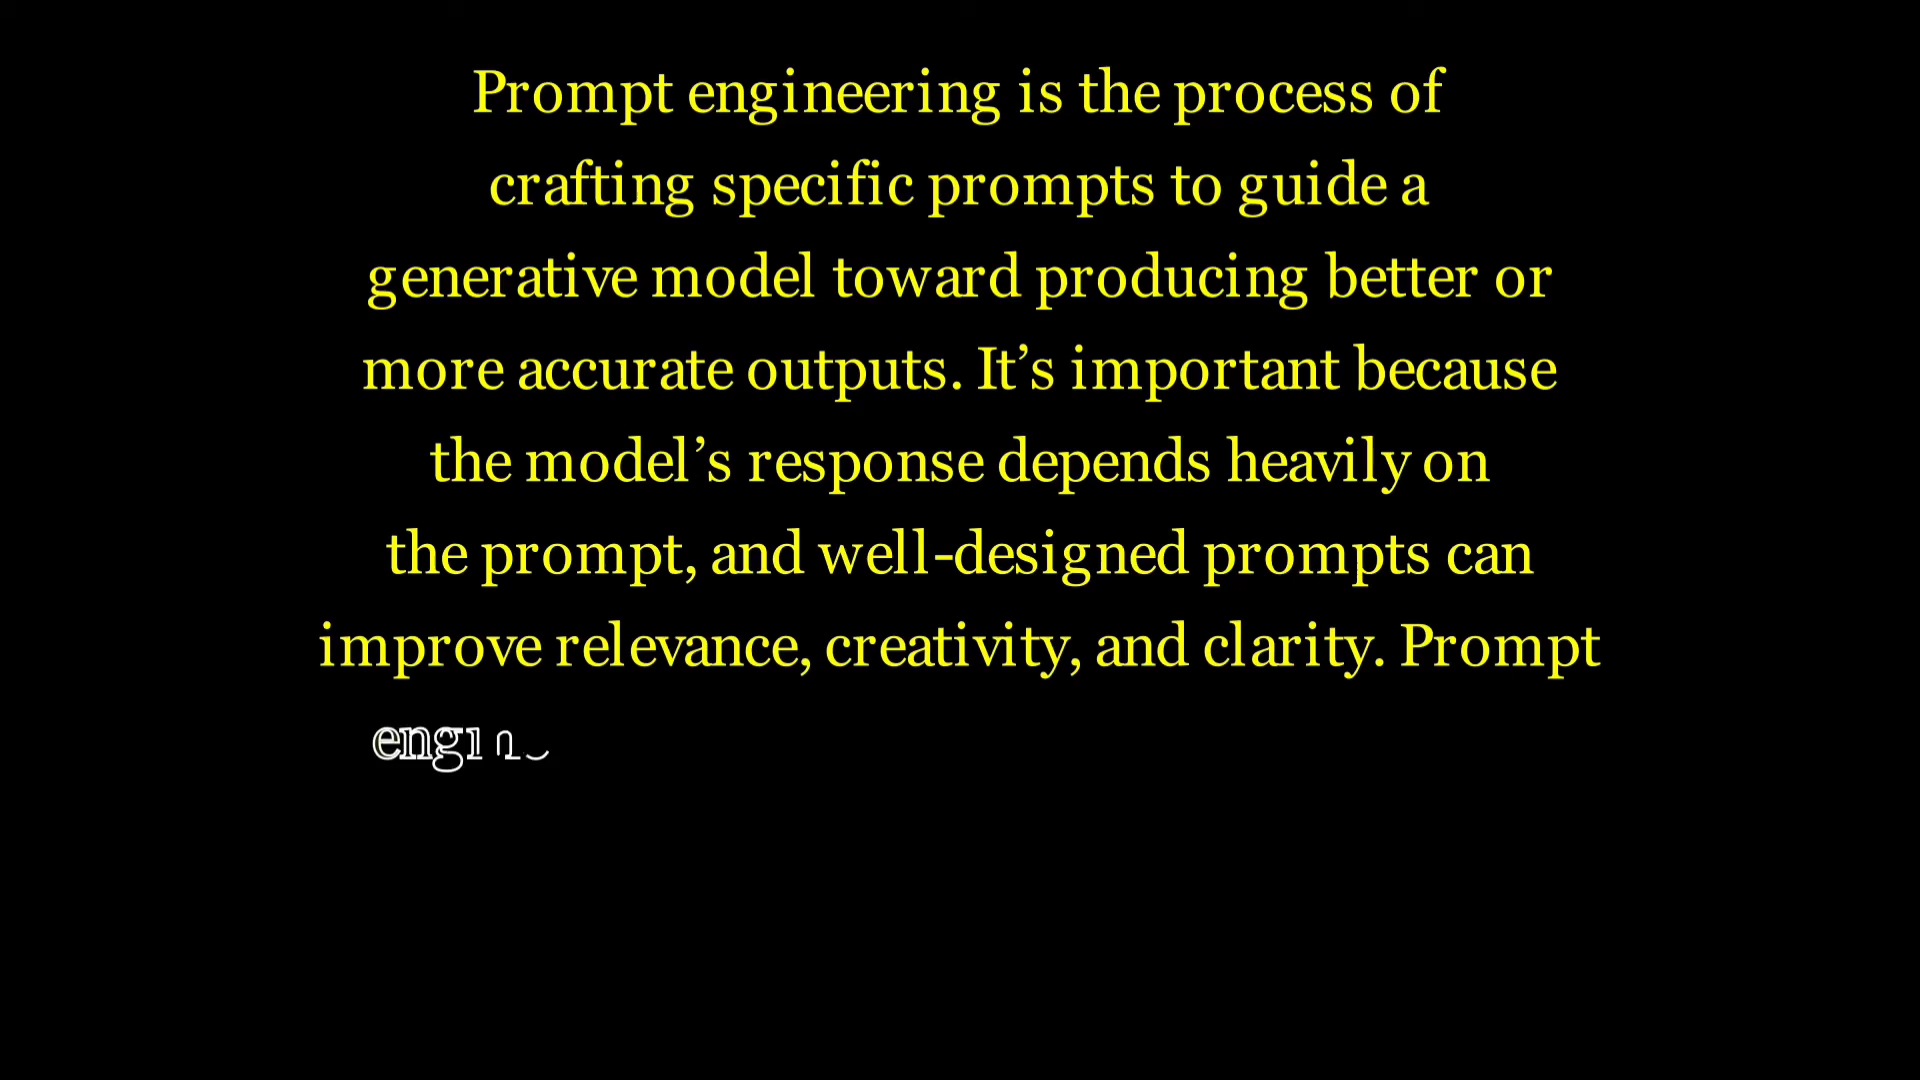 Prompt engineering is the process of
crafting specific prompts to guide a
generative model toward producing better or
more accurate outputs. It’s important because
the model’s response depends heavily on
the prompt, and well-designed prompts can
improve relevance, creativity, and clarity. Prompt